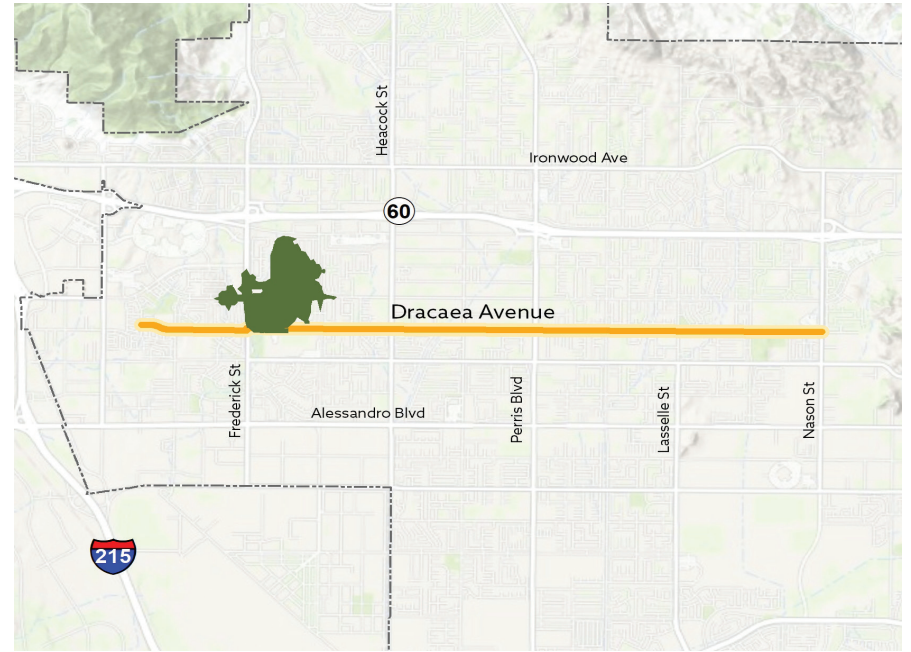 Heacock St
Ironwood Ave
60
Dracaea Avenue
Frederick St
Alessandro Blvd
Perris Blvd
Lasselle St
Nason St
215